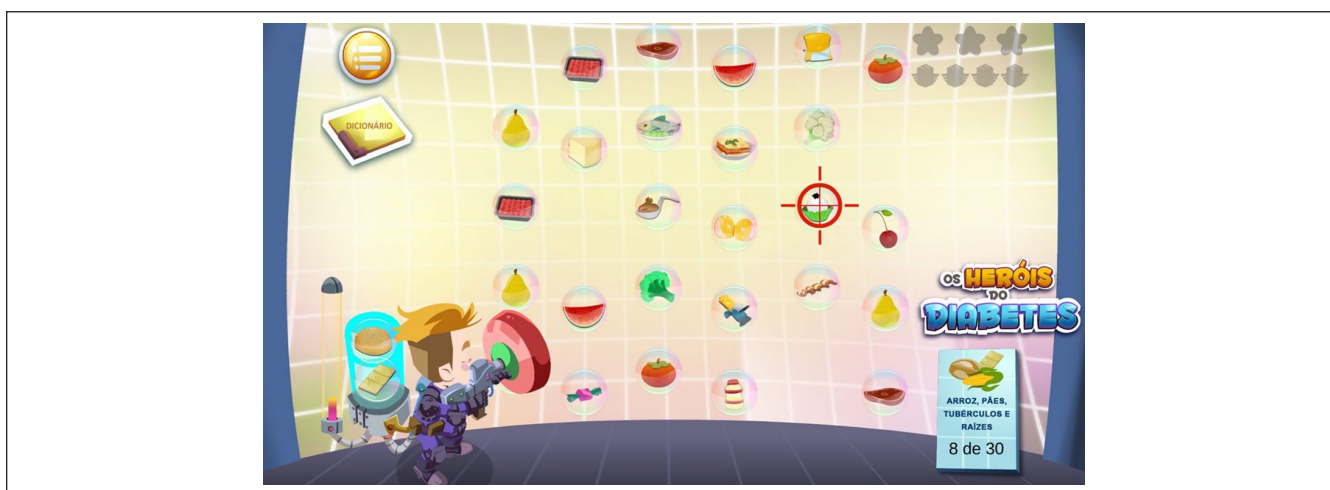 DICIONÁRIO
OS HERÓIS
DO
DIABETES
ARROZ, PÃES,
TUBÉRCULOS E
RAÍZES
8 de 30